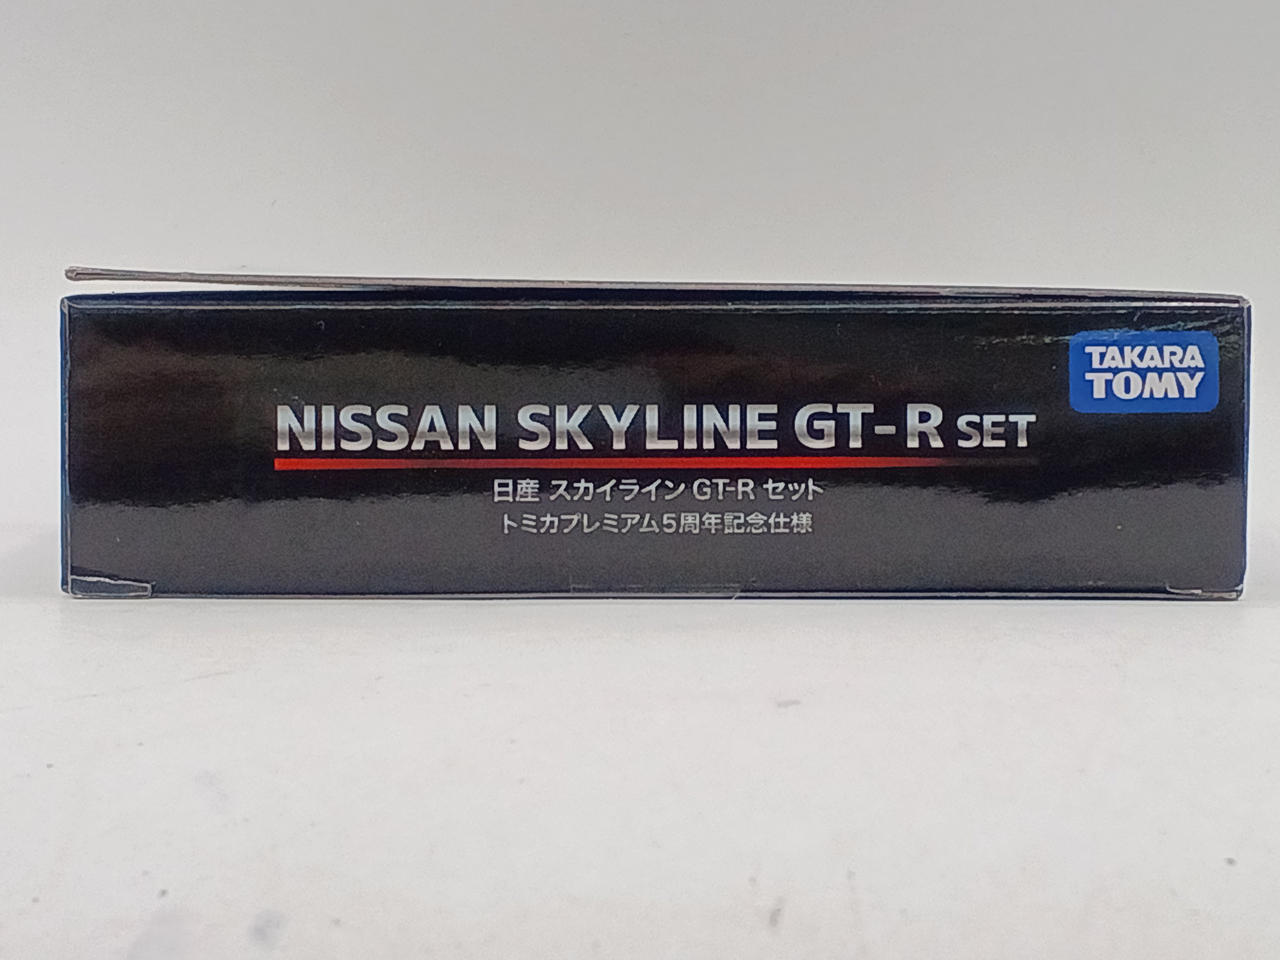 TAKARA
TOMY
NISSAN SKYLINE GT-R SET
日産 スカイライン GT-R セット
トミカプレミアム5周年記念仕様